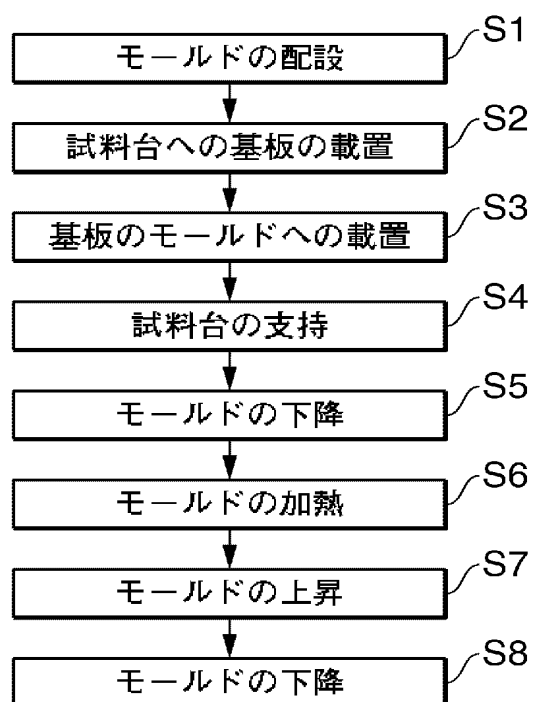 S1
モールドの配設
S2
試料台への基板の載置
S3
基板のモールドへの載置
S4
試料台の支持
S5
モールドの下降
S6
モールドの加熱
S7
モールドの上昇
S8
モールドの下降